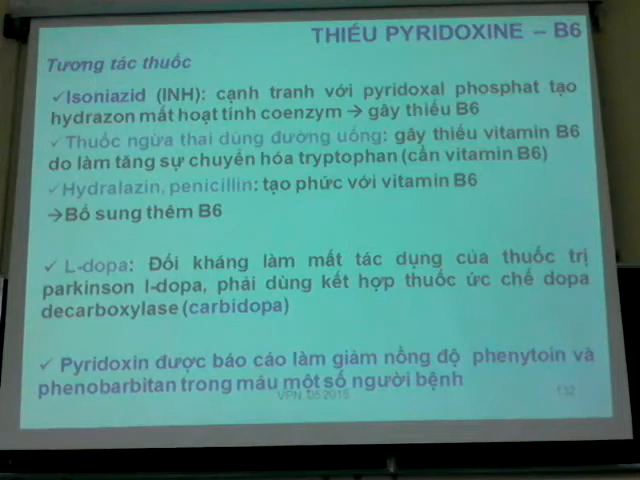 THIẾU PYRIDOXINE – B6
Tương tác thuốc
✓Isoniazid (INH): cạnh tranh với pyridoxal phosphat tạo
hydrazon mất hoạt tính coenzym → gây thiếu B6
✓Thuốc ngừa thai dùng đường uống: gây thiếu vitamin B6
do làm tăng sự chuyển hóa tryptophan (cần vitamin B6)
✓Hydralazin, penicillin: tạo phức với vitamin B6
→Bổ sung thêm B6
✓ L-dopa: Đối kháng làm mất tác dụng của thuốc trị
parkinson l-dopa, phải dùng kết hợp thuốc ức chế dopa
decarboxylase (carbidopa)
✓ Pyridoxin được báo cáo làm giảm nồng độ phenytoin và
phenobarbitan trong máu một số người bệnh
VPN 05 2015
132